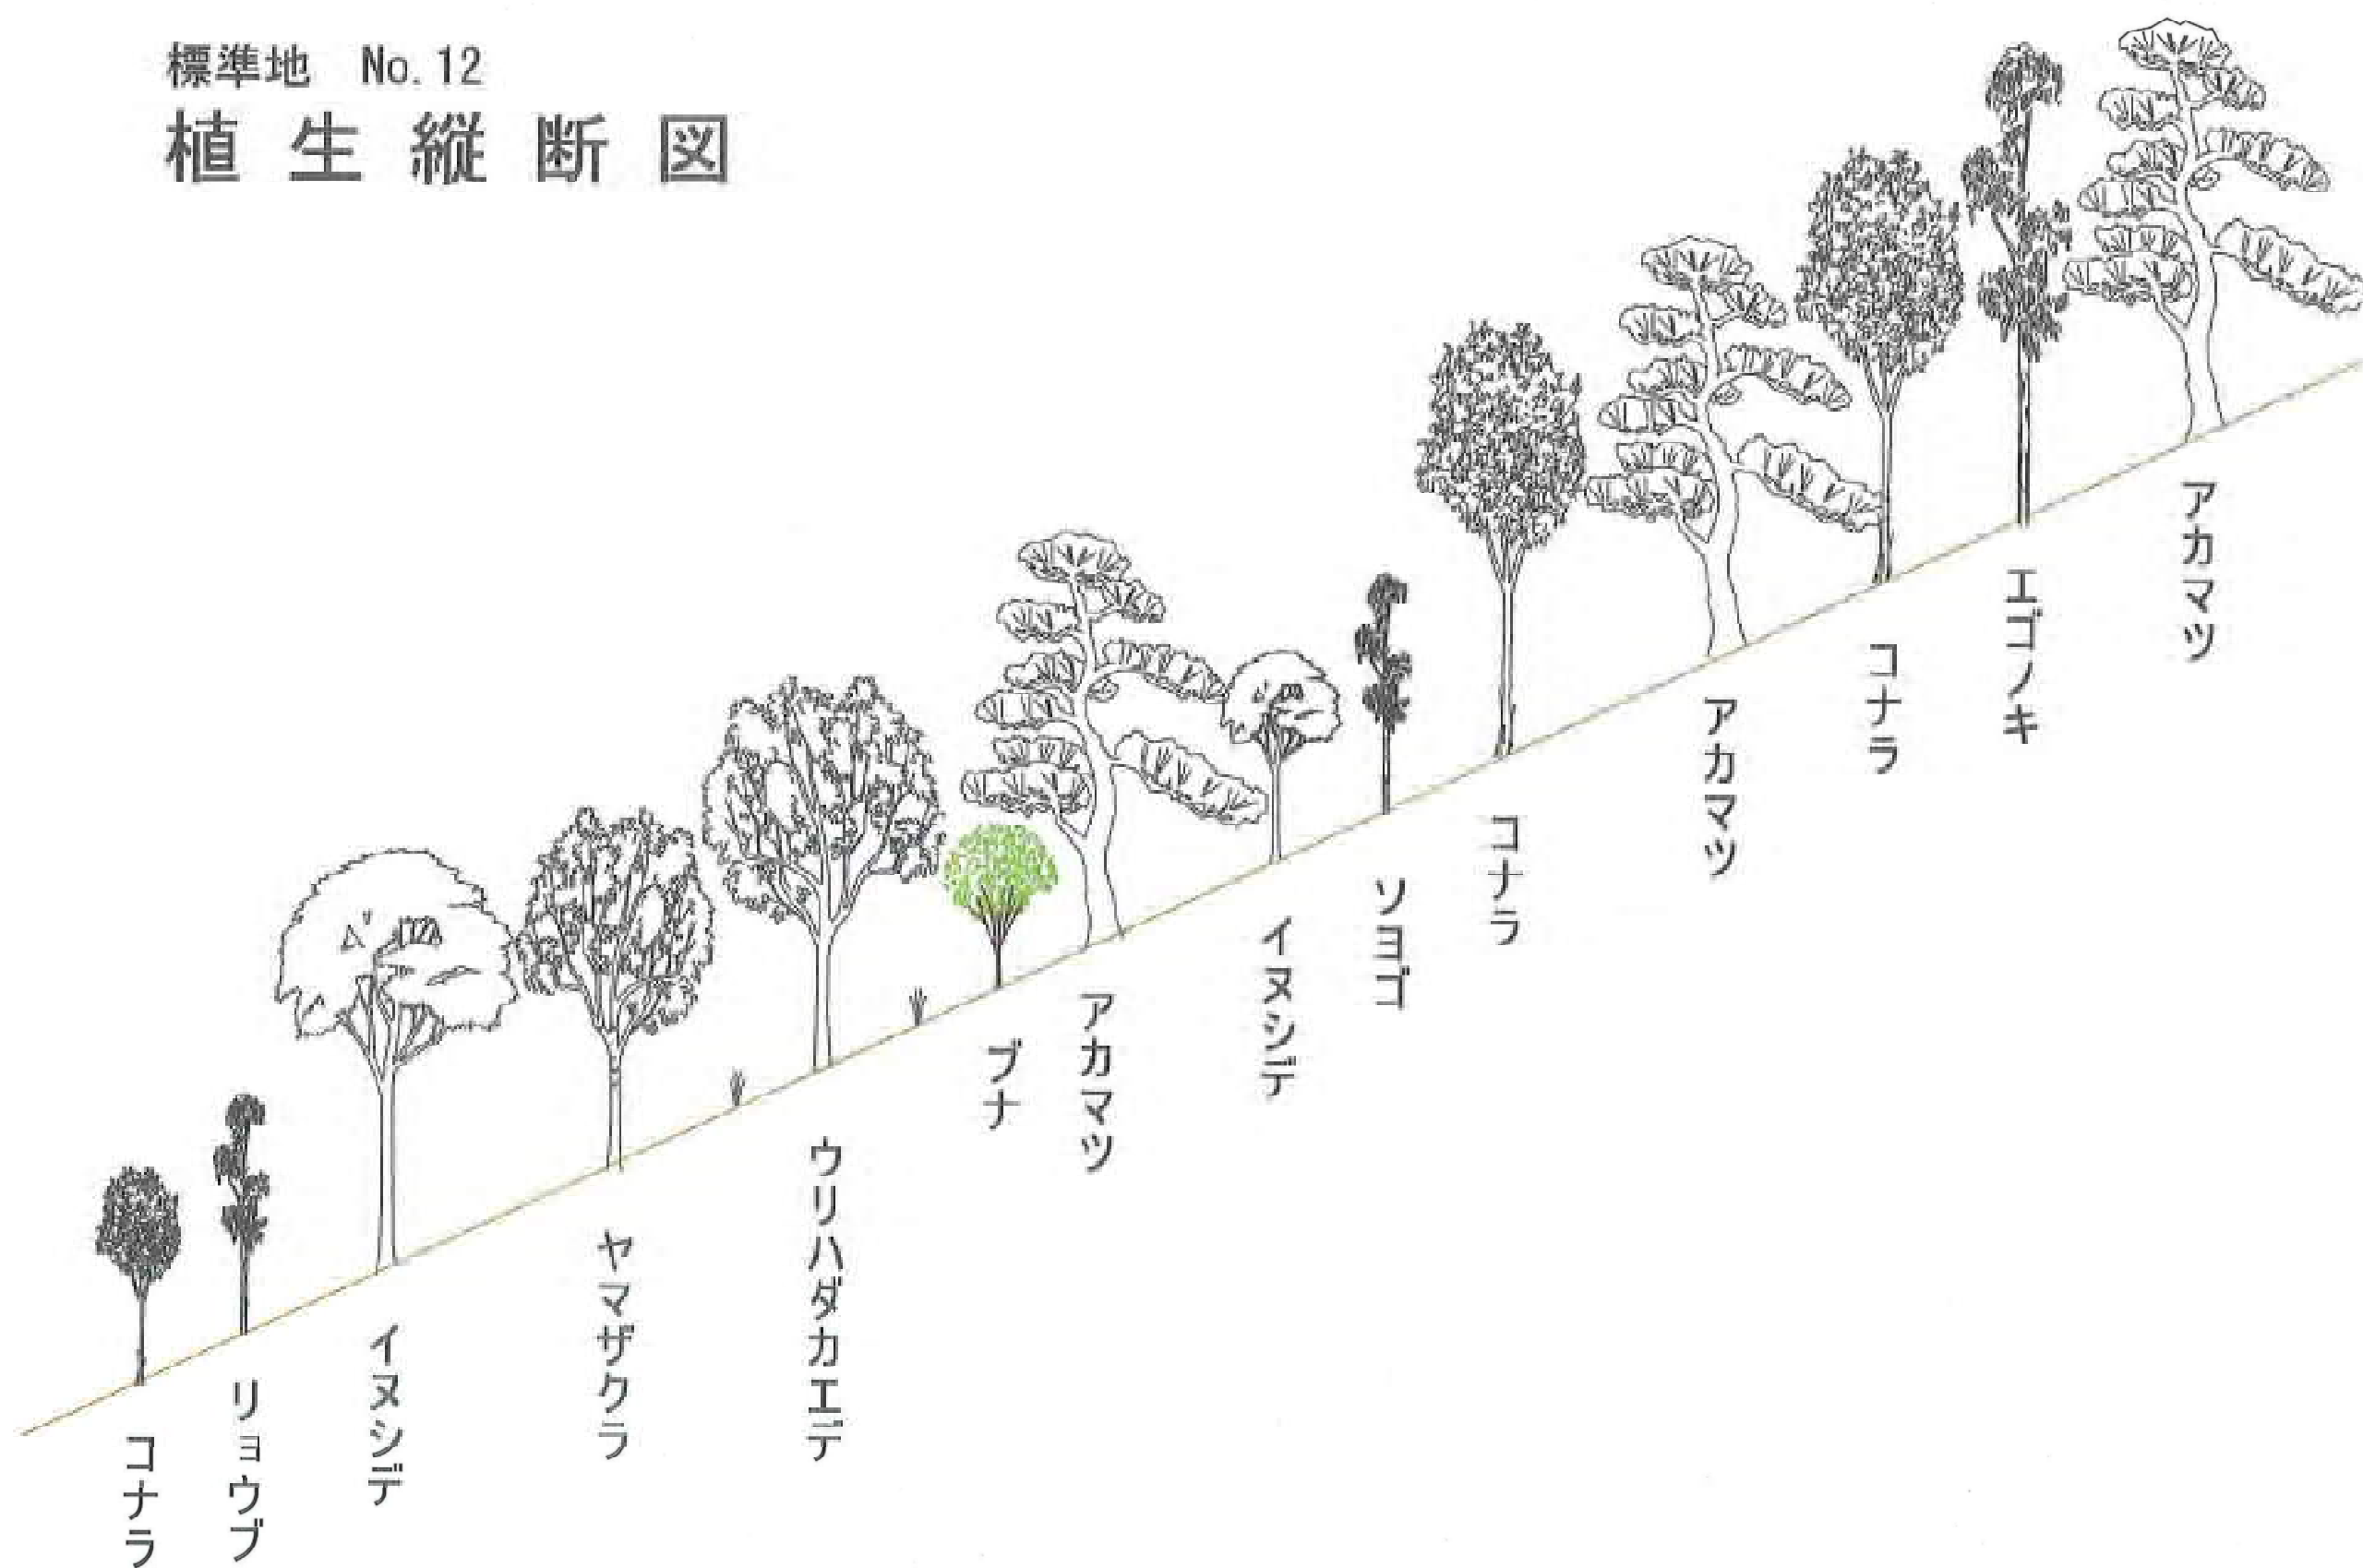 標準地 No.12
植生縦断図
コナラ
リョウブ
イヌシデ
ヤマザクラ
ウリハダカエデ
ブナ
アカマツ
イヌシデ
ソヨゴ
コナラ
アカマツ
コナラ
エゴノキ
アカマツ